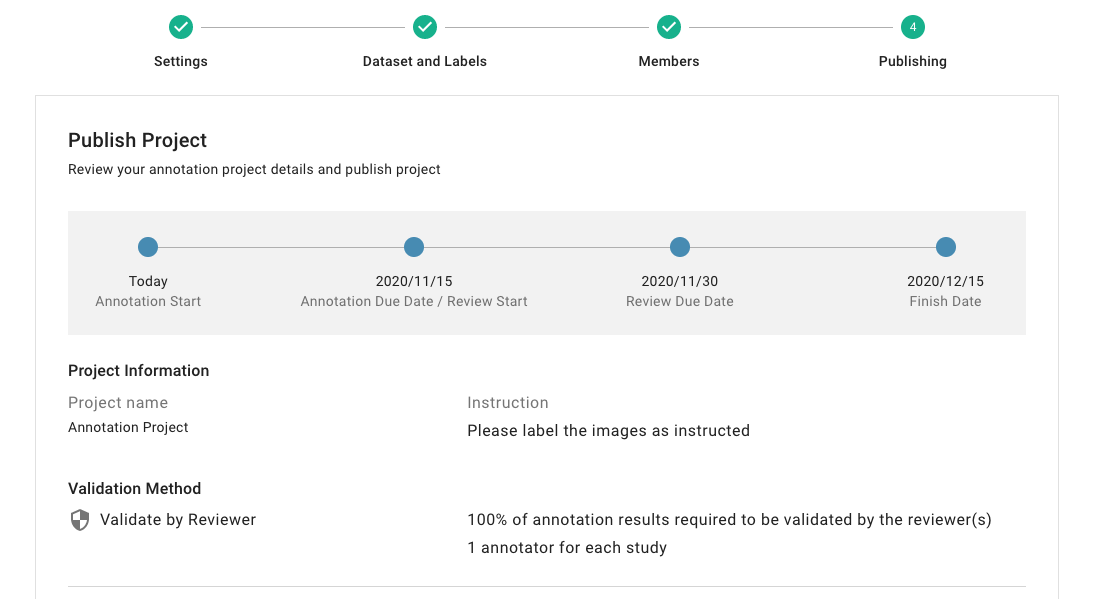 4
Settings
Dataset and Labels
Members
Publishing
Publish Project
Review your annotation project details and publish project
Today
Annotation Start
2020/11/15
Annotation Due Date / Review Start
2020/11/30
Review Due Date
2020/12/15
Finish Date
Project Information
Project name
Annotation Project
Instruction
Please label the images as instructed
Validation Method
Validate by Reviewer
100% of annotation results required to be validated by the reviewer(s)
1 annotator for each study